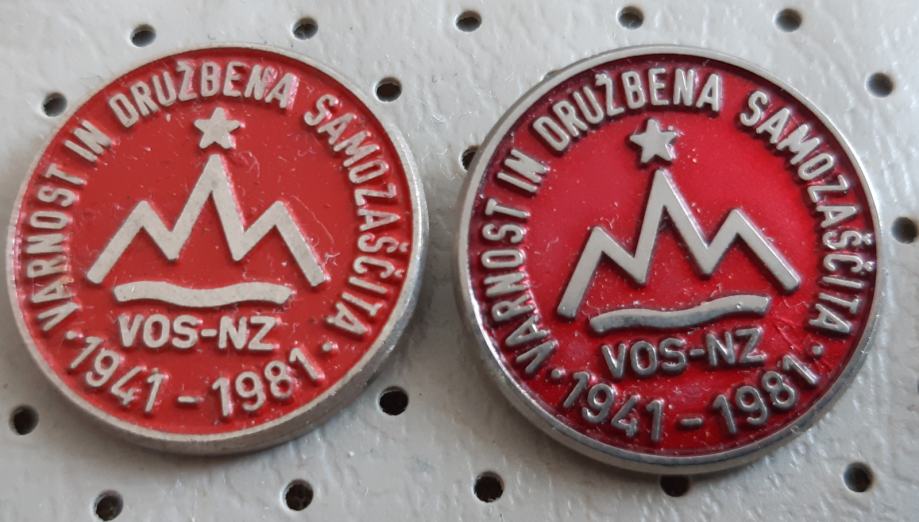 VARNOST IN DRUŽBENA SAMOZAŠČITA
VOS-NZ
·1941-1981·
VARNOST IN DRUŽBENA SAMOZAŠČITA
VOS-NZ
·1941-1981·